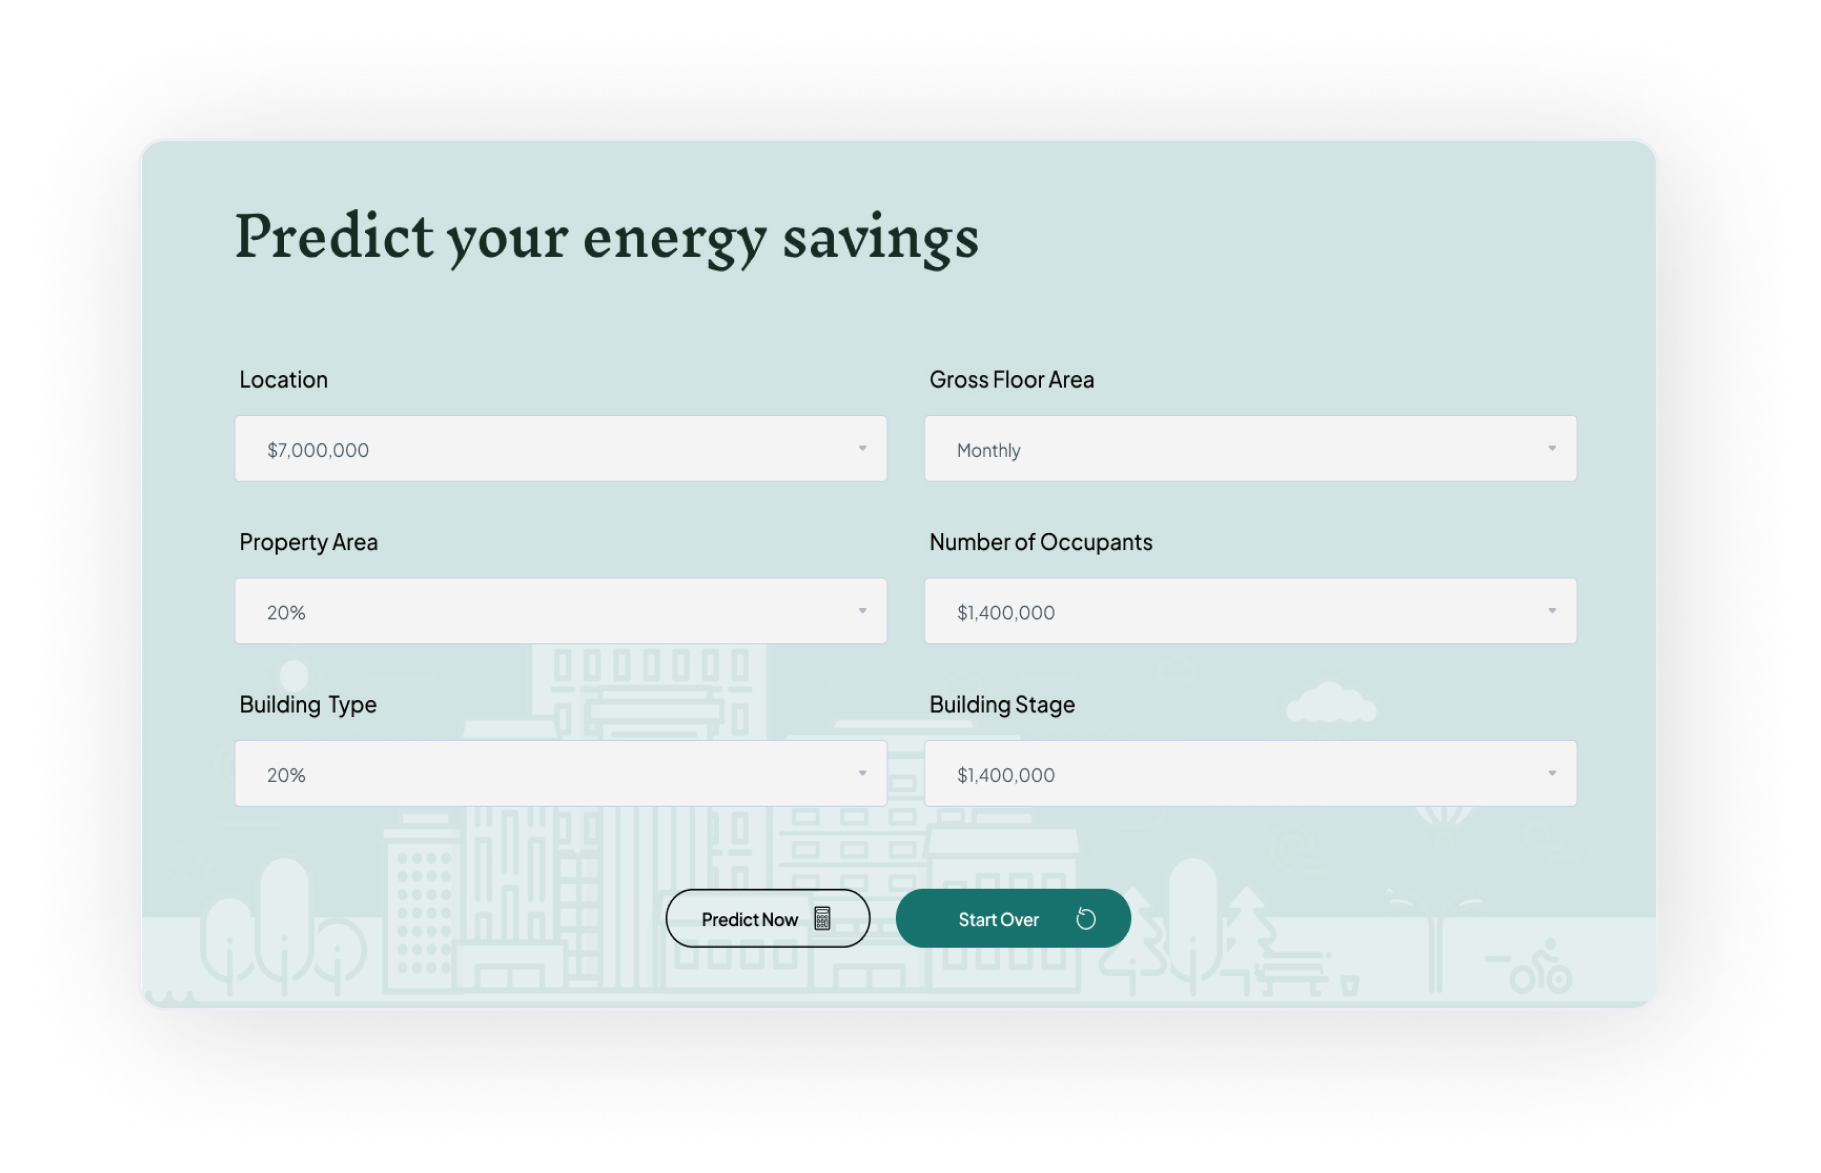 Predict your energy savings
Location
Gross Floor Area
$7,000,000
Monthly
Property Area
Number of Occupants
20%
$1,400,000
Building Type
Building Stage
20%
$1,400,000
Predict Now
Start Over